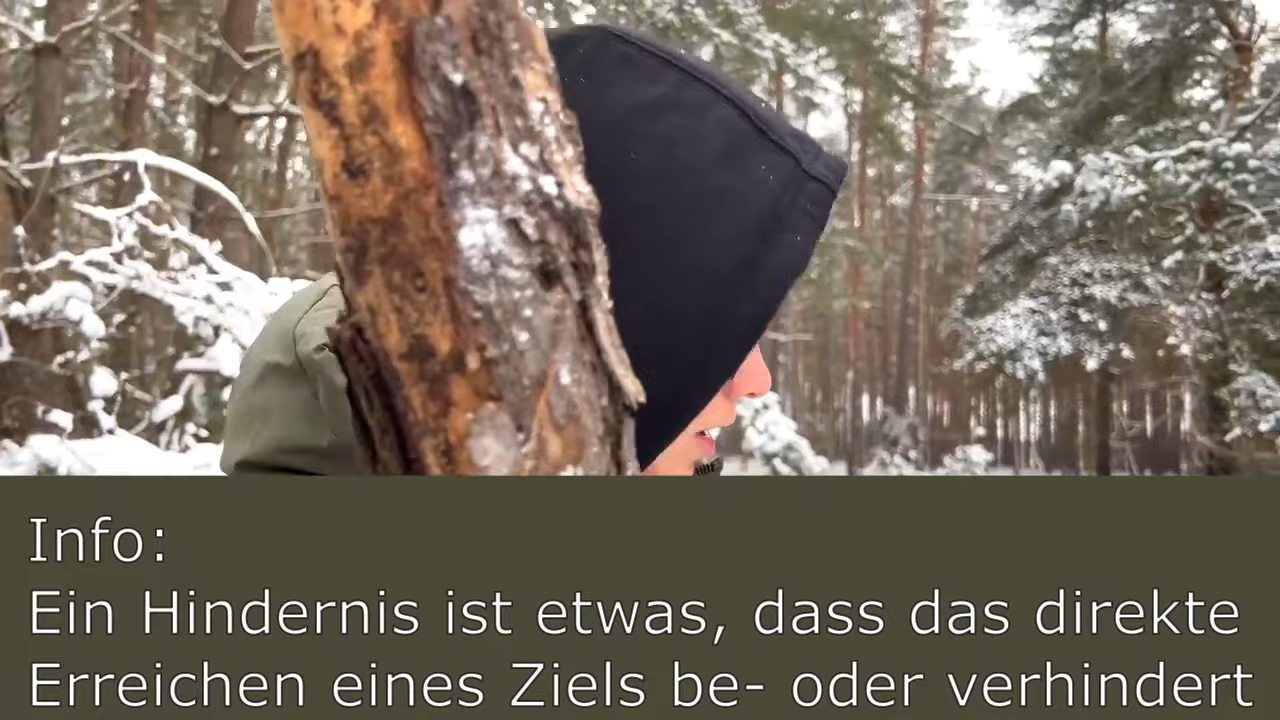 Info:
Ein Hindernis ist etwas, dass das direkte
Erreichen eines Ziels be- oder verhindert